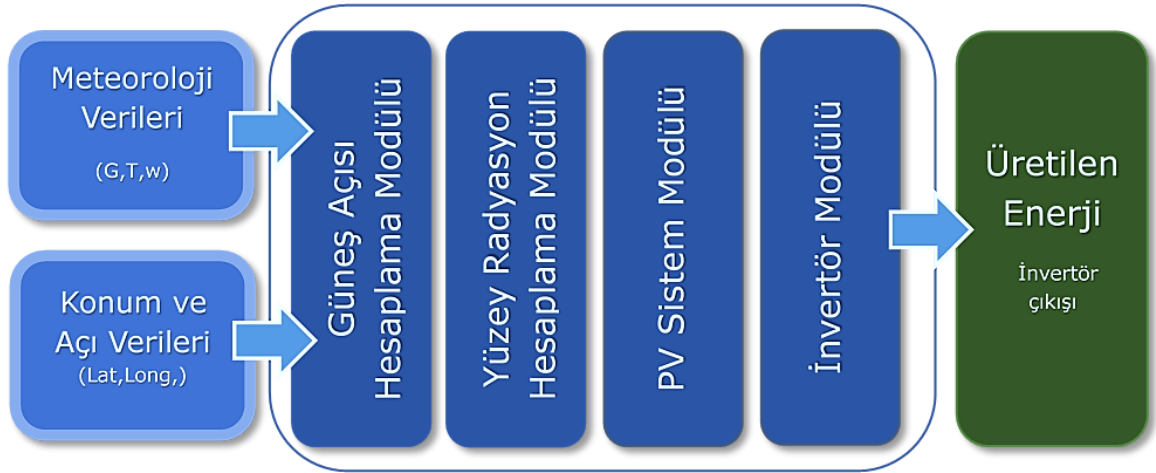 Meteoroloji
Verileri
(G,T,w)
Konum ve
Açı Verileri
(Lat,Long,)
Güneş Açısı
Hesaplama Modülü
Yüzey Radyasyon
Hesaplama Modülü
PV Sistem Modülü
İnvertör Modülü
Üretilen
Enerji
İnvertör
çıkışı